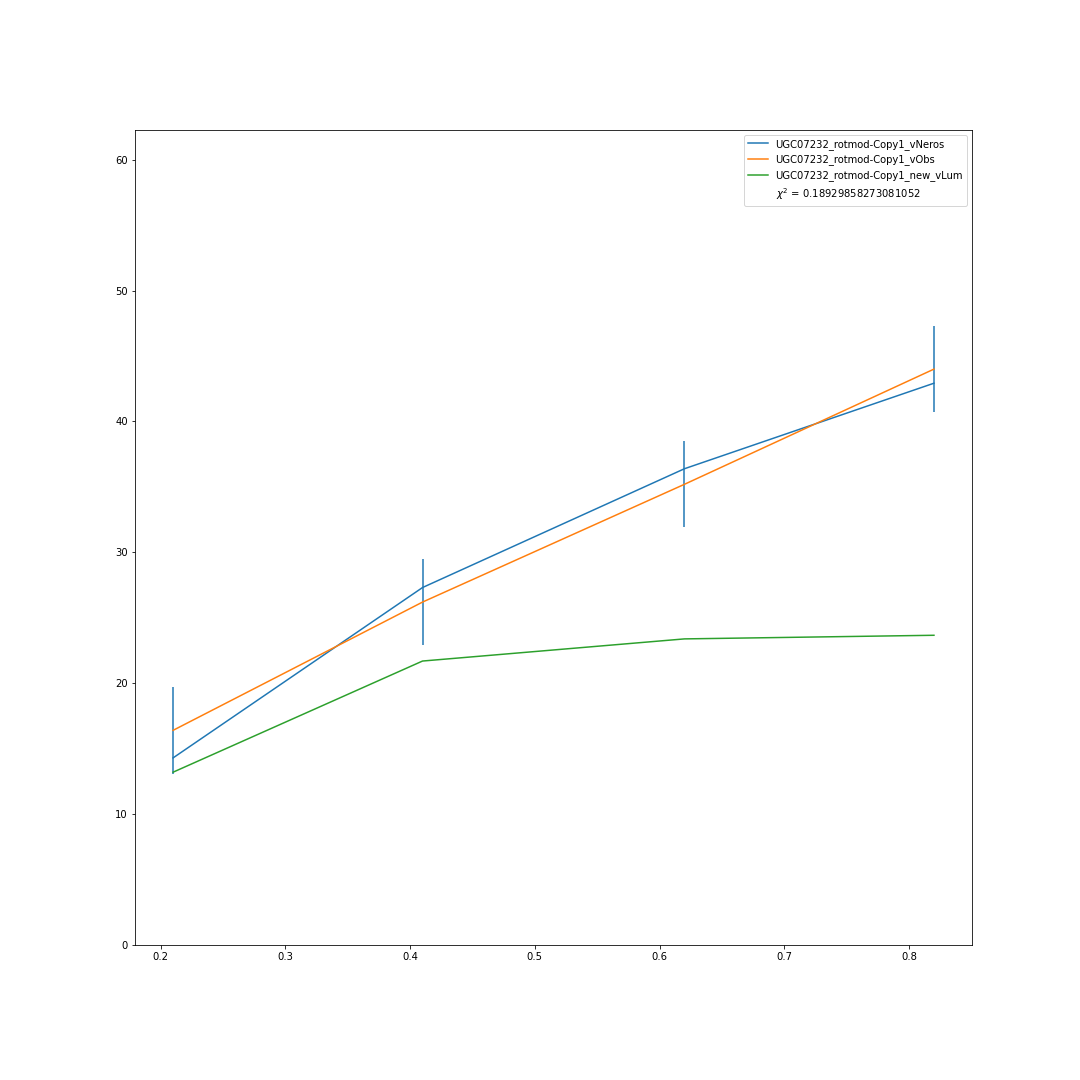 UGC07232_rotmod-Copy1_vNeros
UGC07232_rotmod-Copy1_vObs
UGC07232_rotmod-Copy1_new_vLum
χ² = 0.18929858273081052
60
50
40
30
20
10
0
0.2 0.3 0.4 0.5 0.6 0.7 0.8